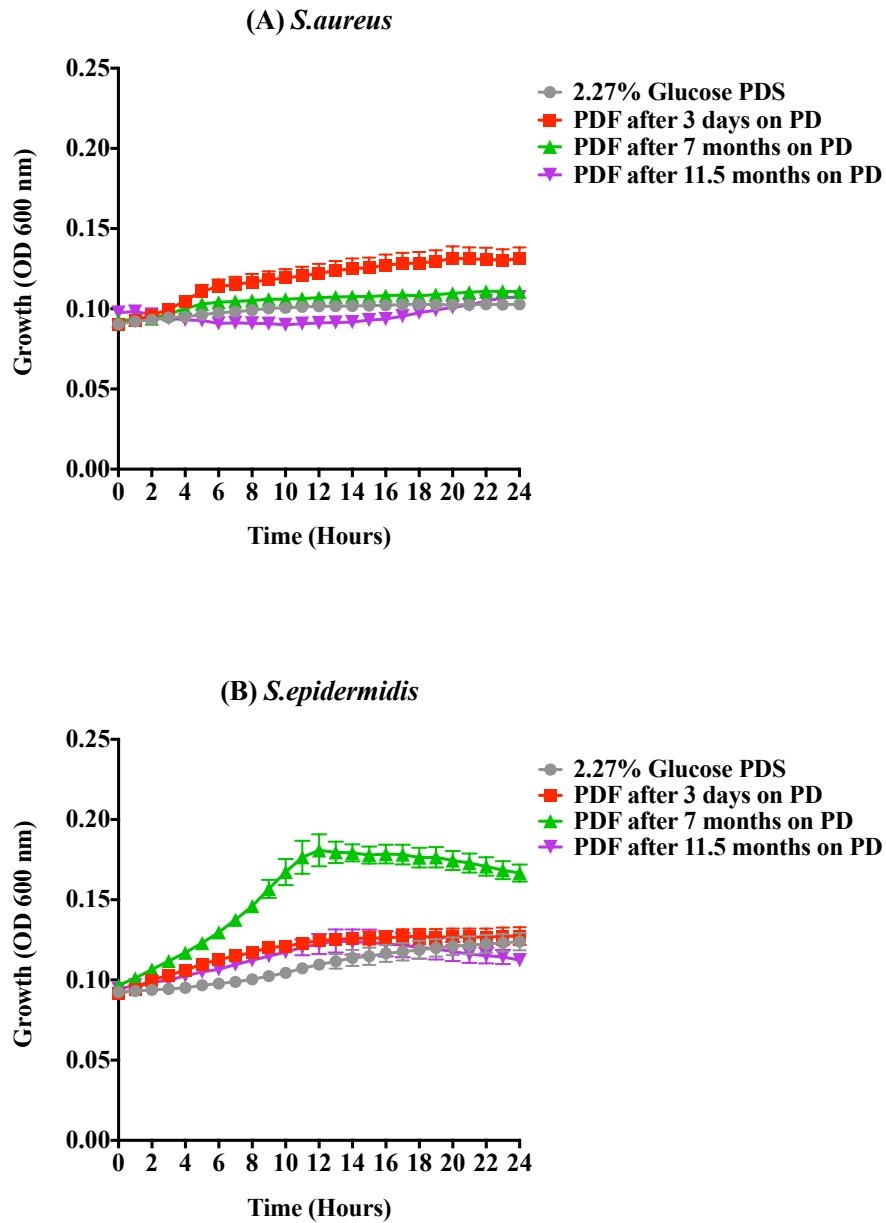 (A) S.aureus
0.25
0.20
0.15
0.10
0.05
0.00
Growth (OD 600 nm)
0 2 4 6 8 10 12 14 16 18 20 22 24
Time (Hours)
2.27% Glucose PDS
PDF after 3 days on PD
PDF after 7 months on PD
PDF after 11.5 months on PD
(B) S.epidermidis
0.25
0.20
0.15
0.10
0.05
0.00
Growth (OD 600 nm)
0 2 4 6 8 10 12 14 16 18 20 22 24
Time (Hours)
2.27% Glucose PDS
PDF after 3 days on PD
PDF after 7 months on PD
PDF after 11.5 months on PD